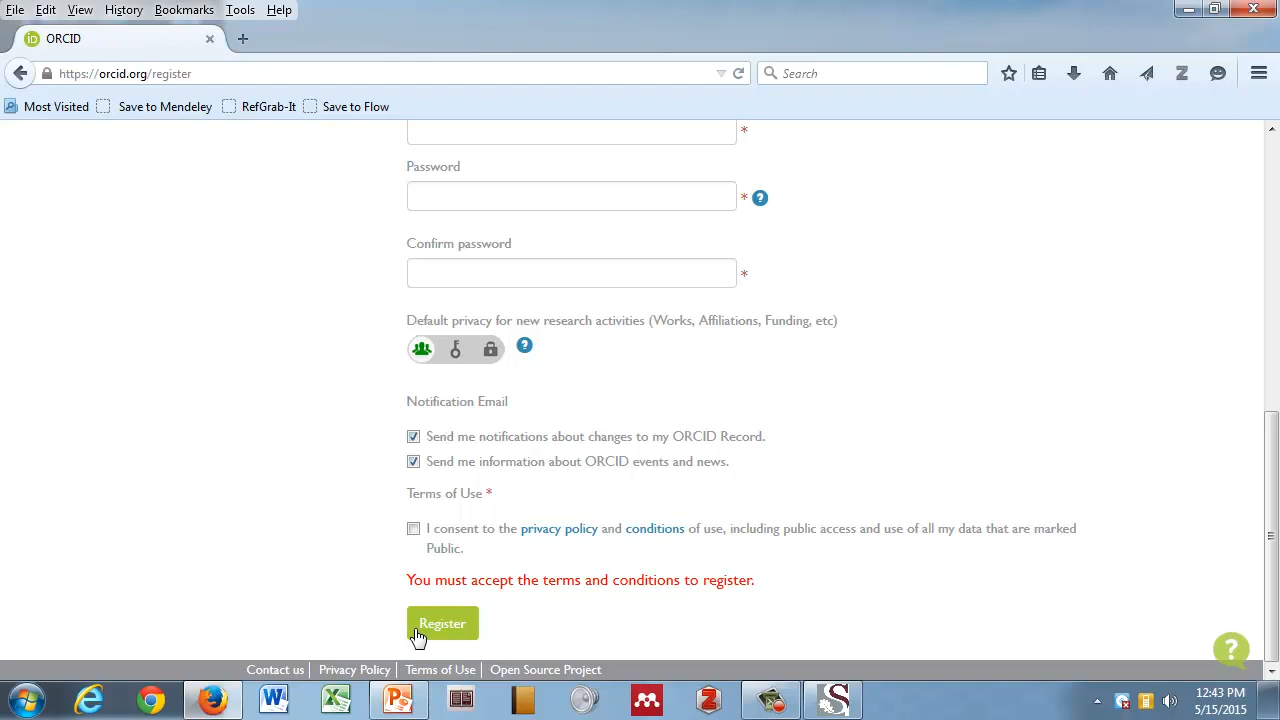 File Edit View History Bookmarks Tools Help
iD ORCID
https://orcid.org/register
Search
Z
Most Visited Save to Mendeley RefGrab-It Save to Flow
*
Password
* ?
Confirm password
*
Default privacy for new research activities (Works, Affiliations, Funding, etc)
?
Notification Email
Send me notifications about changes to my ORCID Record.
Send me information about ORCID events and news.
Terms of Use *
I consent to the privacy policy and conditions of use, including public access and use of all my data that are marked
Public.
You must accept the terms and conditions to register.
Register
?
Contact us Privacy Policy Terms of Use Open Source Project
12:43 PM
5/15/2015